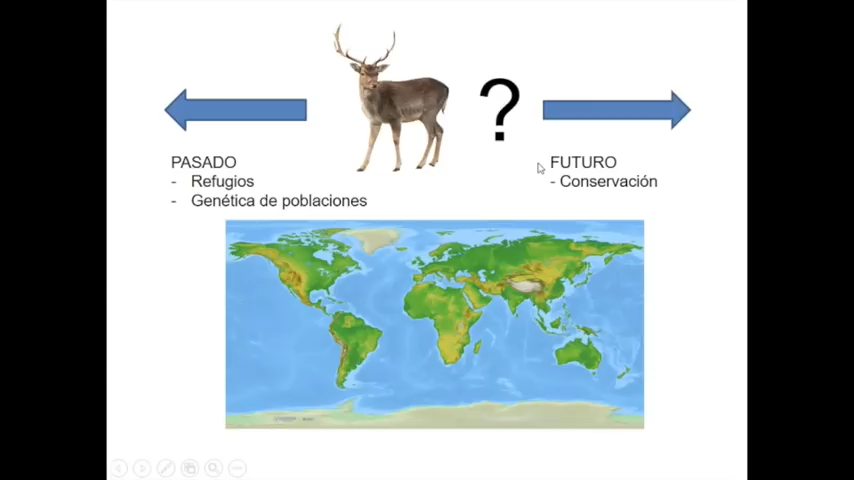 ?
PASADO
- Refugios
- Genética de poblaciones
FUTURO
- Conservación